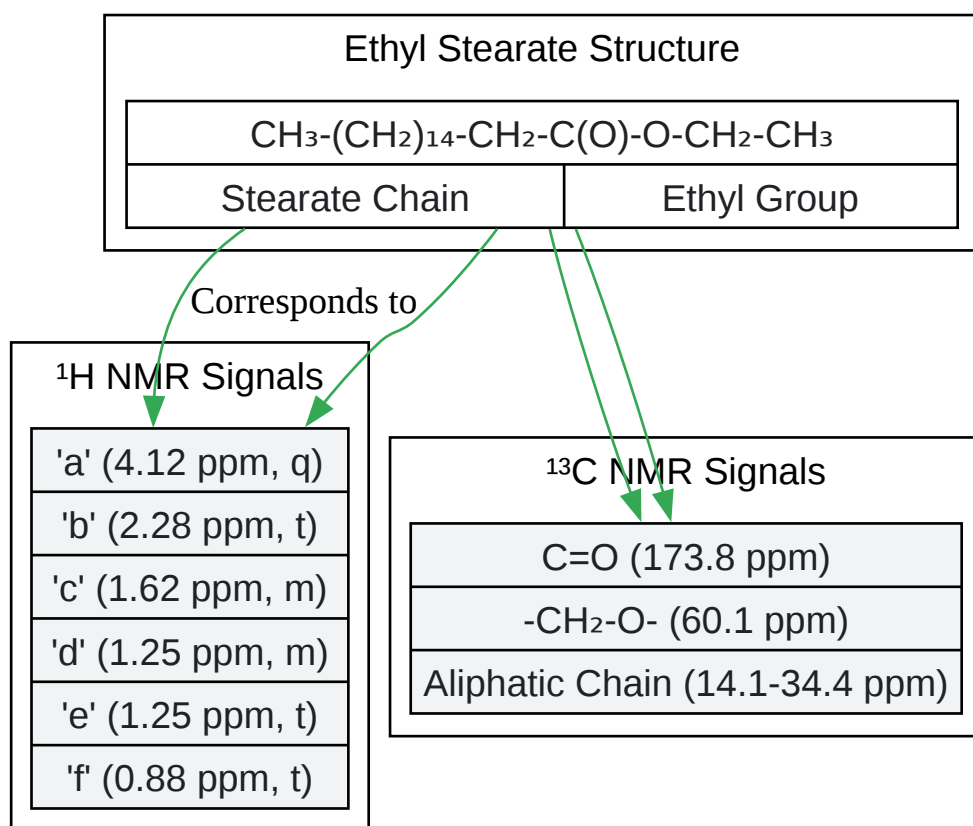 Ethyl Stearate Structure
CH₃-(CH₂)₁₄-CH₂-C(O)-O-CH₂-CH₃
Stearate Chain
Ethyl Group
Corresponds to
¹H NMR Signals
'a' (4.12 ppm, q)
'b' (2.28 ppm, t)
'c' (1.62 ppm, m)
'd' (1.25 ppm, m)
'e' (1.25 ppm, t)
'f' (0.88 ppm, t)
¹³C NMR Signals
C=O (173.8 ppm)
-CH₂-O- (60.1 ppm)
Aliphatic Chain (14.1-34.4 ppm)